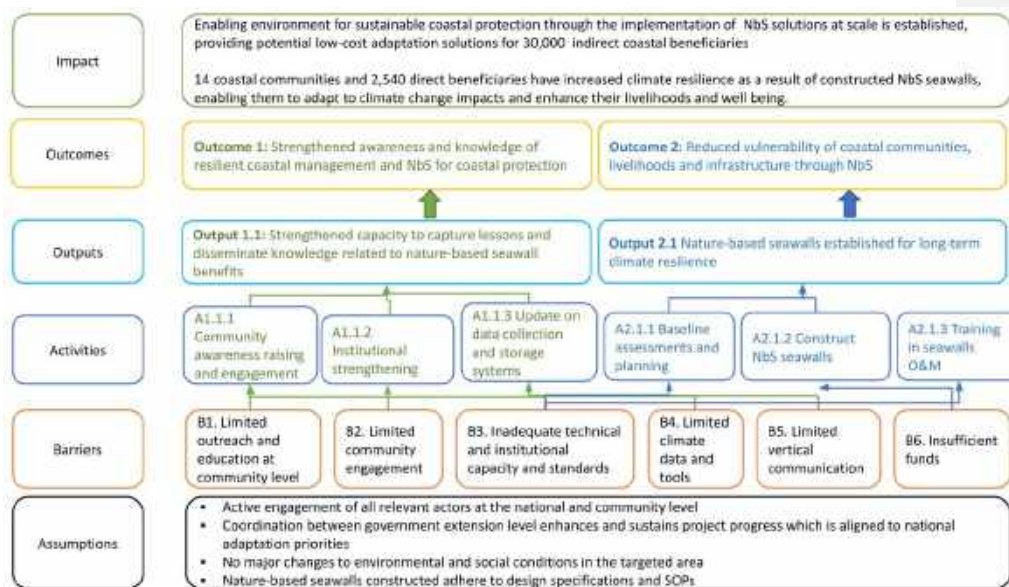 Impact
Enabling environment for sustainable coastal protection through the implementation of NbS solutions at scale is established,
providing potential low-cost adaptation solutions for 30,000 indirect coastal beneficiaries
14 coastal communities and 2,540 direct beneficiaries have increased climate resilience as a result of constructed NbS seawalls,
enabling them to adapt to climate change impacts and enhance their livelihoods and well being.
Outcomes
Outcome 1: Strengthened awareness and knowledge of
resilient coastal management and NbS for coastal protection
Outcome 2: Reduced vulnerability of coastal communities,
livelihoods and infrastructure through NbS
Outputs
Output 1.1: Strengthened capacity to capture lessons and
disseminate knowledge related to nature-based seawall
benefits
Output 2.1 Nature-based seawalls established for long-term
climate resilience
Activities
A1.1.1
Community
awareness raising
and engagement
A1.1.2
Institutional
strengthening
A1.1.3 Update on
data collection
and storage
systems
A2.1.1 Baseline
assessments and
planning
A2.1.2 Construct
NbS seawalls
A2.1.3 Training
in seawalls
O&M
Barriers
B1. Limited
outreach and
education at
community level
B2. Limited
community
engagement
B3. Inadequate technical
and institutional
capacity and standards
B4. Limited
climate
data and
tools
B5. Limited
vertical
communication
B6. Insufficient
funds
Assumptions
• Active engagement of all relevant actors at the national and community level
• Coordination between government extension level enhances and sustains project progress which is aligned to national
adaptation priorities
• No major changes to environmental and social conditions in the targeted area
• Nature-based seawalls constructed adhere to design specifications and SOPs